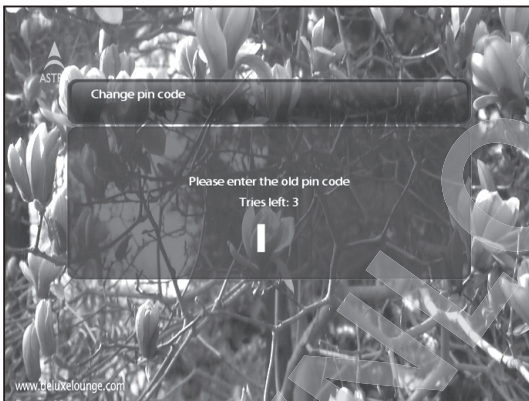 Change pin code
Please enter the old pin code
Tries left: 3
www.deluxelounge.com